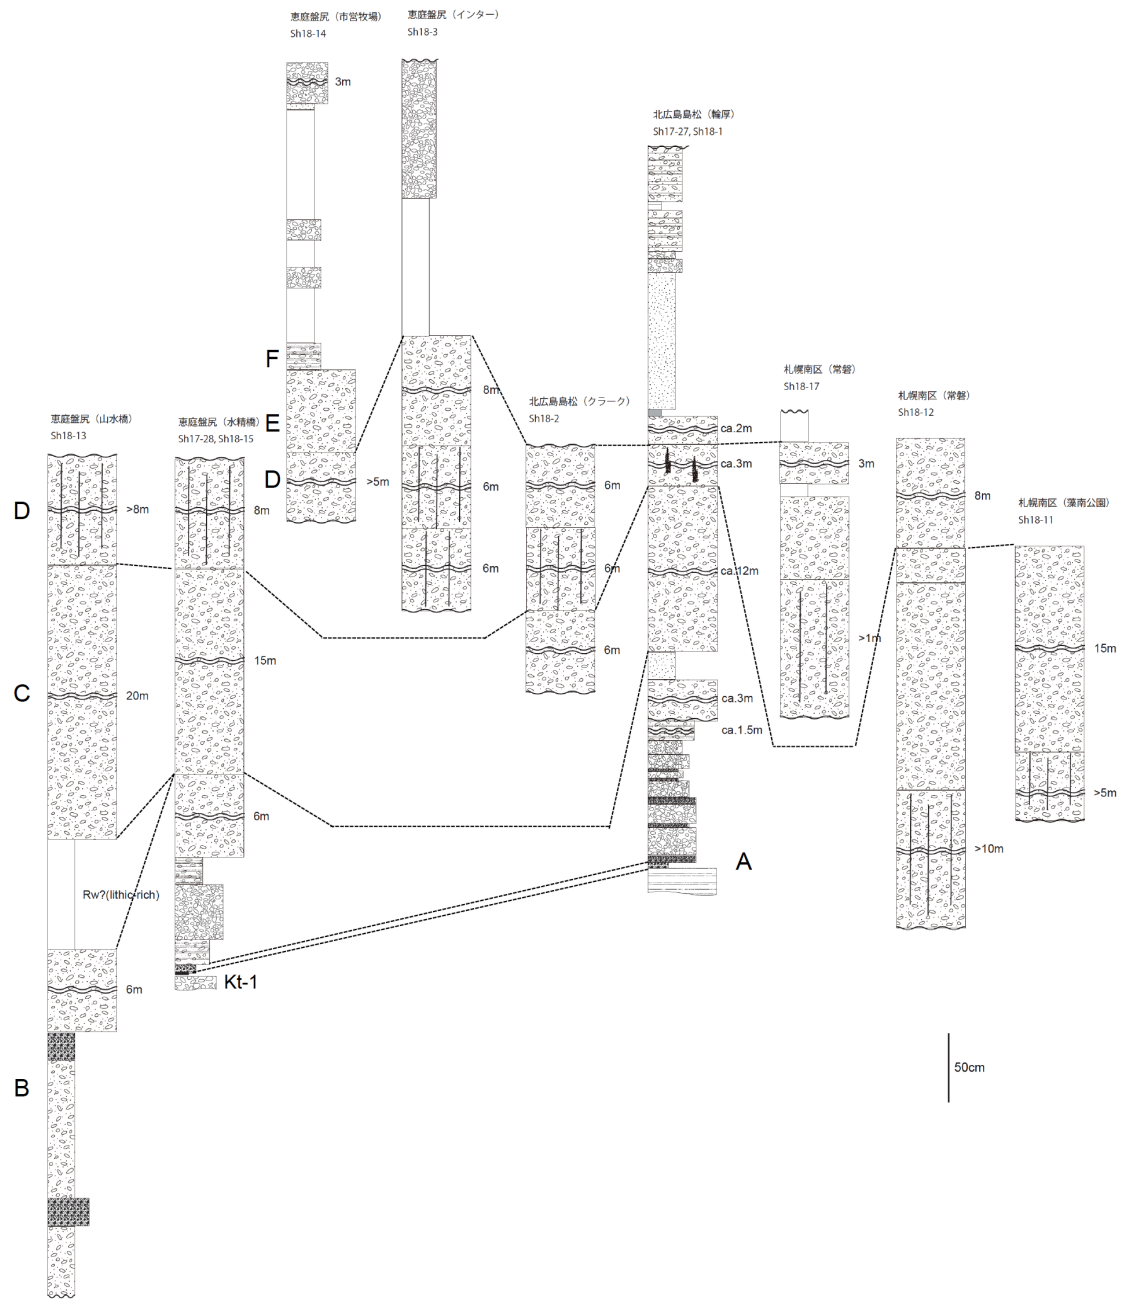 恵庭盤尻（市営牧場）
Sh18-14
恵庭盤尻（インター）
Sh18-3
3m
北広島島松（輪厚）
Sh17-27, Sh18-1
F
札幌南区（常磐）
Sh18-17
8m
北広島島松（クラーク）
Sh18-2
札幌南区（常磐）
Sh18-12
恵庭盤尻（山水橋）
Sh18-13
恵庭盤尻（水精橋）
Sh17-28, Sh18-15
E
ca.2m
D
>5m
6m
6m
ca.3m
3m
8m
札幌南区（藻南公園）
Sh18-11
D
>8m
8m
6m
6m
ca.12m
>1m
C
20m
15m
6m
ca.3m
ca.1.5m
15m
>5m
6m
A
>10m
Rw?(lithic-rich)
Kt-1
6m
B
50cm